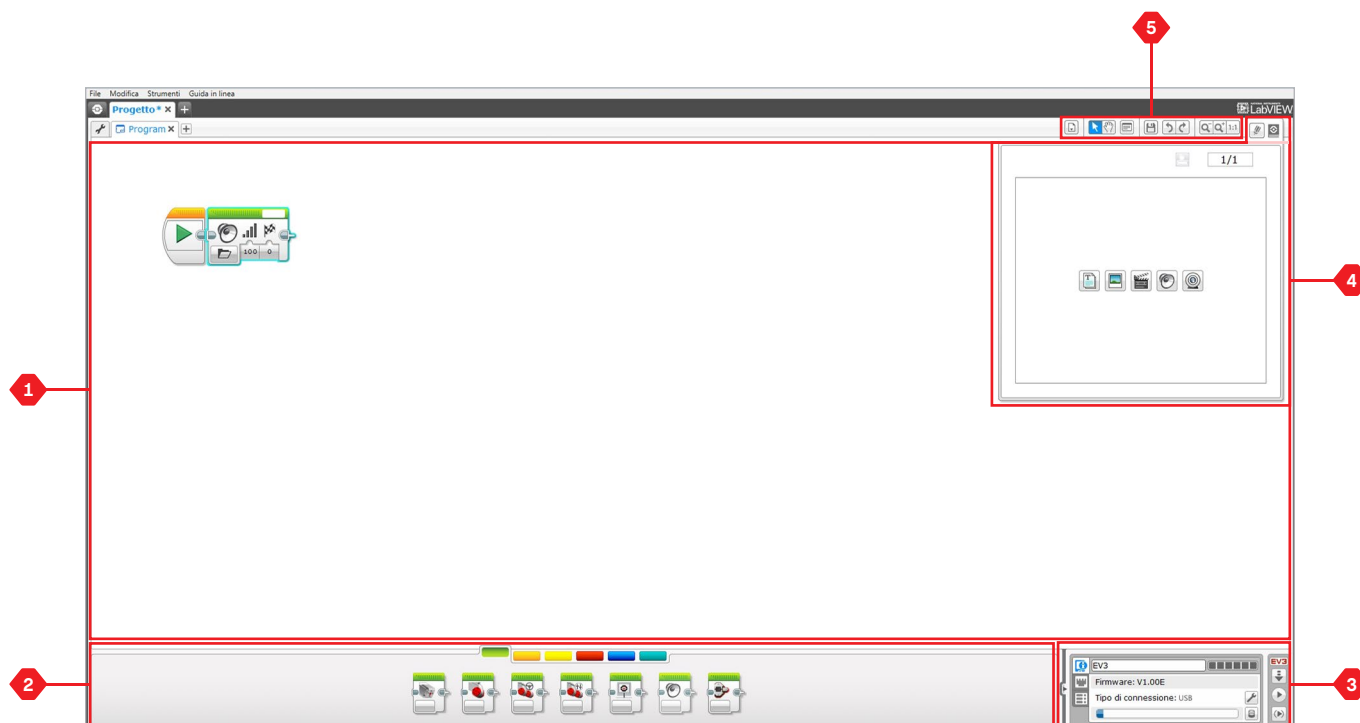 5
File Modifica Strumenti Guida in linea
Progetto*
LabVIEW
Program
1:1
1/1
100 0
4
1
2
3
EV3
EV3
Firmware: V1.00E
Tipo di connessione: USB